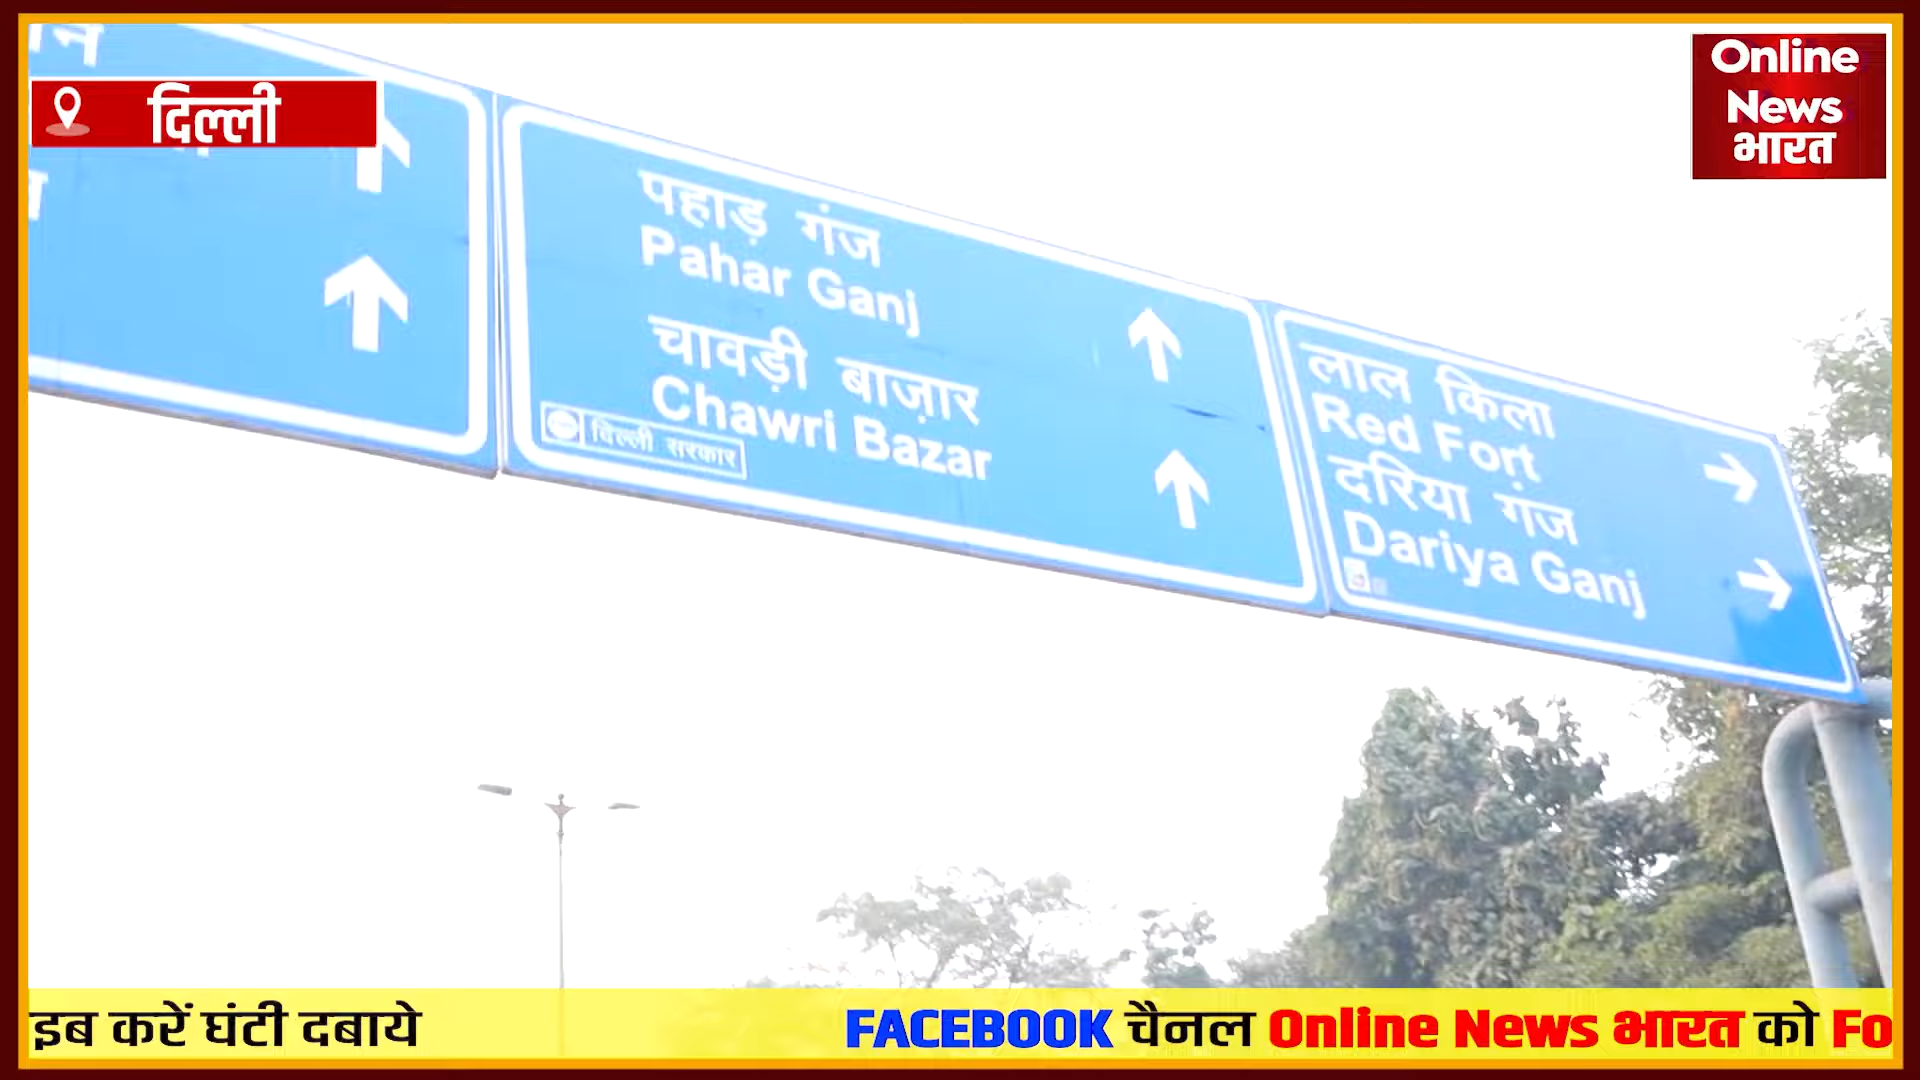 दिल्ली
Online
News
भारत
पहाड़ गंज
Pahar Ganj
चावड़ी बाज़ार
Chawri Bazar
दिल्ली सरकार
लाल किला
Red Fort
दरिया गंज
Dariya Ganj
इब करें घंटी दबाये FACEBOOK चैनल Online News भारत को Fo